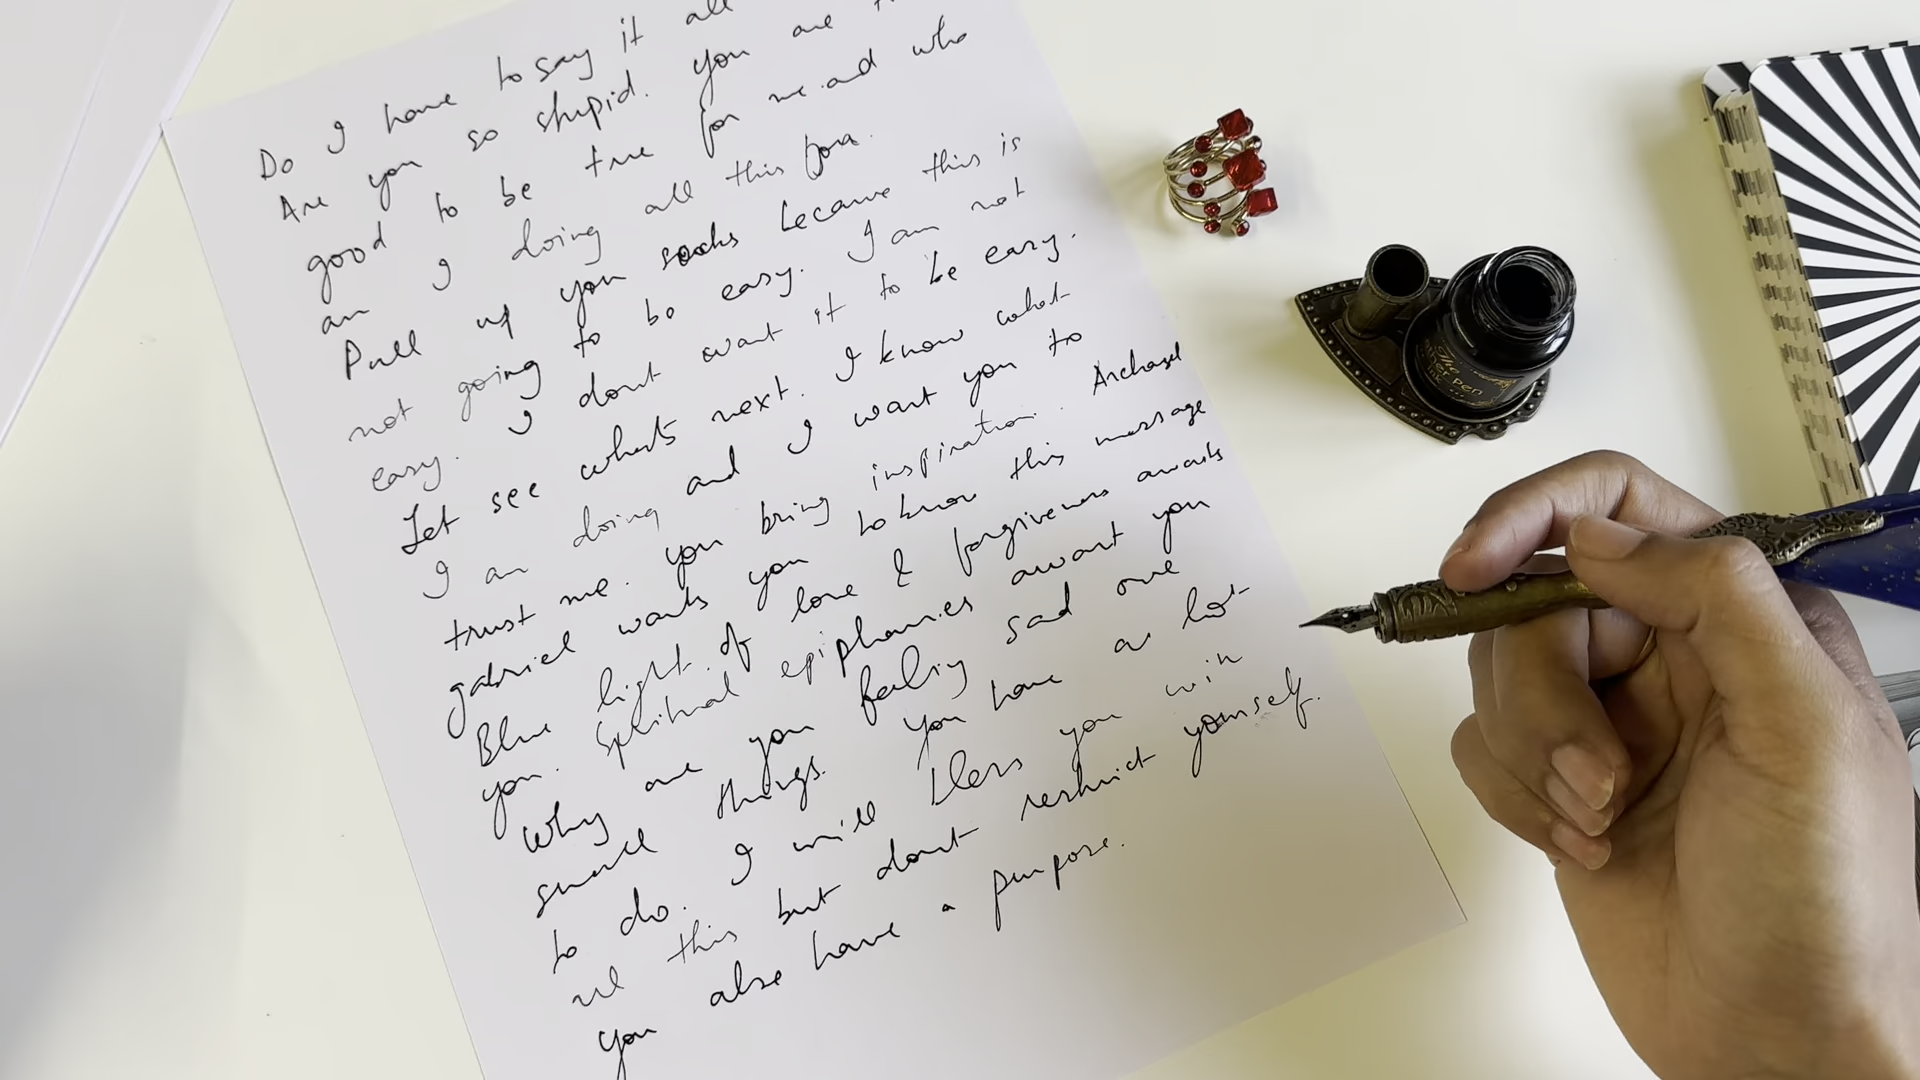 Do I have to say it all
Are you so stupid. you are
good to be true for me. and who
am I doing all this for.
Pull up you socks because this is
not going to be easy. I am not
easy. I dont want it to be easy.
Let see whats next. I know what
I am doing and I want you to
trust me. you bring inspiration. Archangel
gabriel wants you to know this message
Blue light of love & forgiveness awaits
you. Spiritual epiphanies await you
Why are you feeling sad over
small things. you have a lot
to do. I will bless you win
this but dont restrict yourself.
you also have a purpose.
Pen
ink